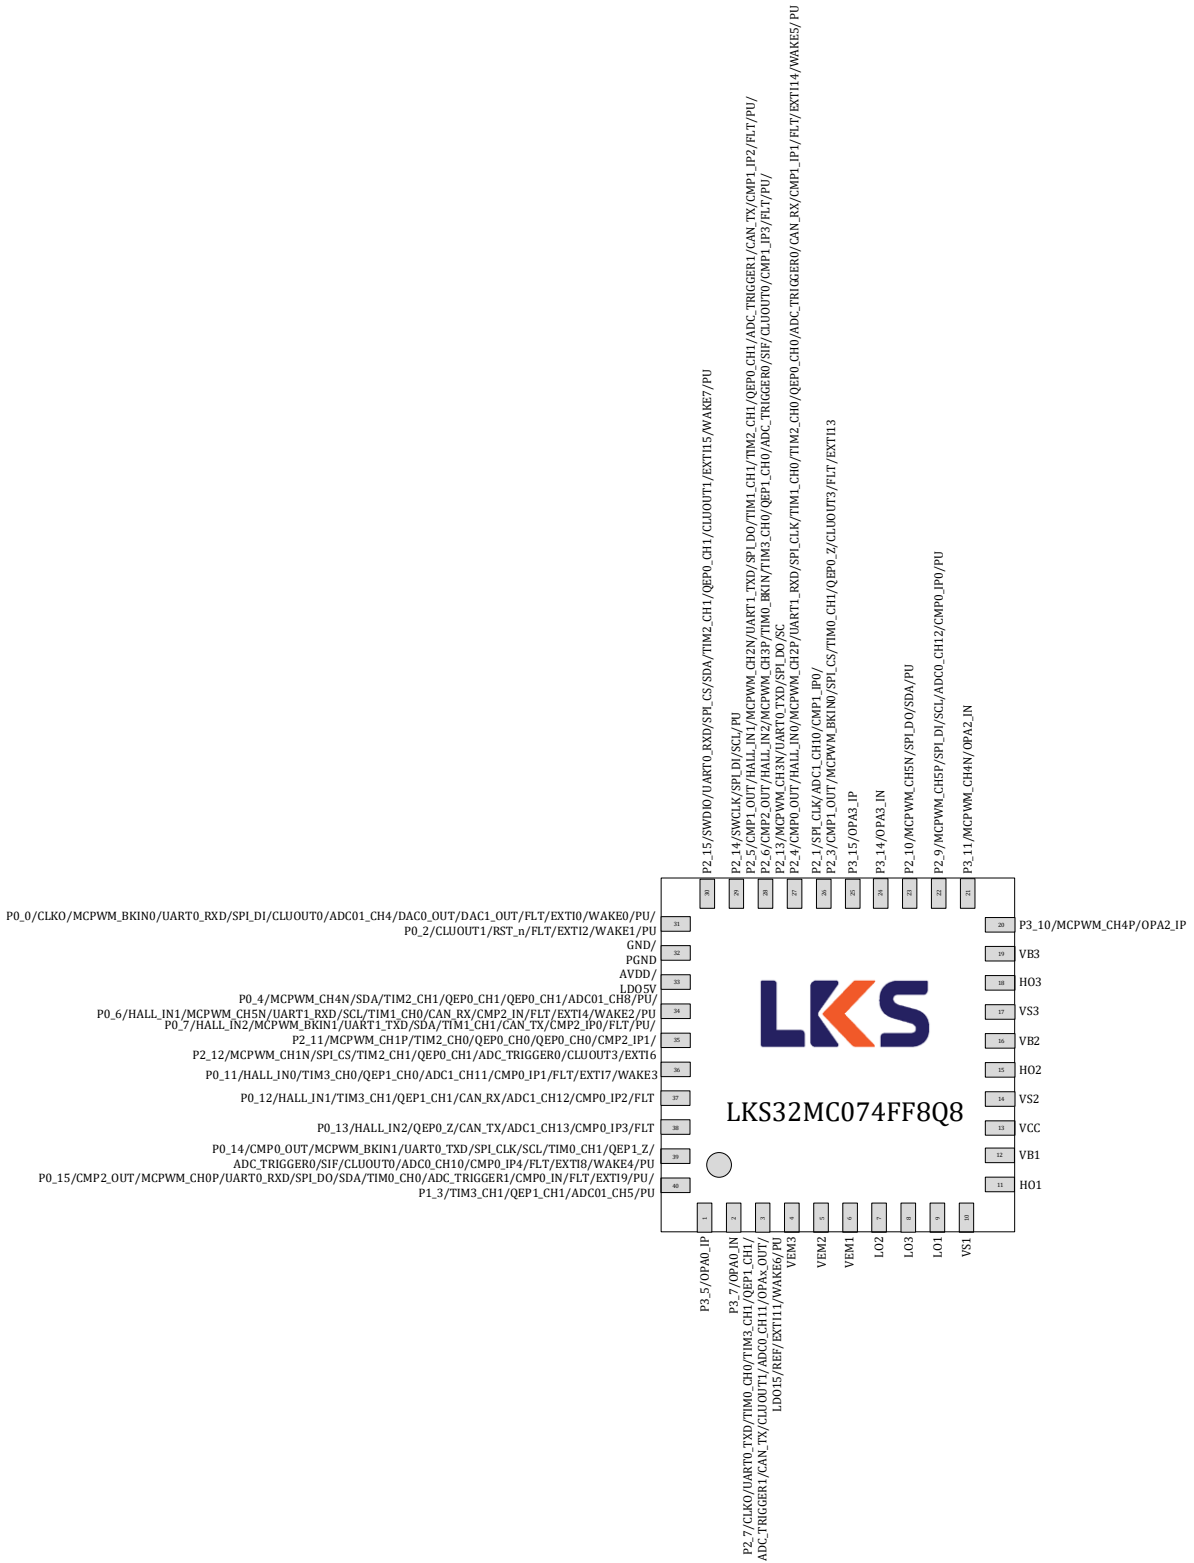 P2_15/SWDIO/UART0_RXD/SPI_CS/SDA/TIM2_CH1/QEP0_CH1/CLUOUT1/EXTI15/WAKE7/PU
P2_14/SWCLK/SPI_DI/SCL/PU
P2_5/CMP1_OUT/HALL_IN1/MCPWM_CH2N/UART1_TXD/SPI_DO/TIM1_CH1/TIM2_CH1/QEP0_CH1/ADC_TRIGGER1/CAN_TX/CMP1_IP2/FLT/PU/
P2_6/CMP2_OUT/HALL_IN2/MCPWM_CH3P/TIM0_BKIN/TIM3_CH0/QEP1_CH0/ADC_TRIGGER0/SIF/CLUOUT0/CMP1_IP3/FLT/PU/
P2_13/MCPWM_CH3N/UART0_TXD/SPI_DO/SC
P2_4/CMP0_OUT/HALL_IN0/MCPWM_CH2P/UART1_RXD/SPI_CLK/TIM1_CH0/TIM2_CH0/QEP0_CH0/ADC_TRIGGER0/CAN_RX/CMP1_IP1/FLT/EXTI14/WAKE5/PU
P2_1/SPI_CLK/ADC1_CH10/CMP1_IP0/
P2_3/CMP1_OUT/MCPWM_BKIN0/SPI_CS/TIM0_CH1/QEP0_Z/CLUOUT3/FLT/EXTI13
P3_15/OPA3_IP
P3_14/OPA3_IN
P2_10/MCPWM_CH5N/SPI_DO/SDA/PU
P2_9/MCPWM_CH5P/SPI_DI/SCL/ADC0_CH12/CMP0_IP0/PU
P3_11/MCPWM_CH4N/OPA2_IN
30
29
28
27
26
25
24
23
22
21
P0_0/CLKO/MCPWM_BKIN0/UART0_RXD/SPI_DI/CLUOUT0/ADC01_CH4/DAC0_OUT/DAC1_OUT/FLT/EXTI0/WAKE0/PU/
P0_2/CLUOUT1/RST_n/FLT/EXTI2/WAKE1/PU
31
GND/
PGND
32
AVDD/
LDO5V
33
P0_4/MCPWM_CH4N/SDA/TIM2_CH1/QEP0_CH1/QEP0_CH1/ADC01_CH8/PU/
P0_6/HALL_IN1/MCPWM_CH5N/UART1_RXD/SCL/TIM1_CH0/CAN_RX/CMP2_IN/FLT/EXTI4/WAKE2/PU
34
P0_7/HALL_IN2/MCPWM_BKIN1/UART1_TXD/SDA/TIM1_CH1/CAN_TX/CMP2_IP0/FLT/PU/
P2_11/MCPWM_CH1P/TIM2_CH0/QEP0_CH0/QEP0_CH0/CMP2_IP1/
P2_12/MCPWM_CH1N/SPI_CS/TIM2_CH1/QEP0_CH1/ADC_TRIGGER0/CLUOUT3/EXTI6
35
P0_11/HALL_IN0/TIM3_CH0/QEP1_CH0/ADC1_CH11/CMP0_IP1/FLT/EXTI7/WAKE3
36
P0_12/HALL_IN1/TIM3_CH1/QEP1_CH1/CAN_RX/ADC1_CH12/CMP0_IP2/FLT
37
P0_13/HALL_IN2/QEP0_Z/CAN_TX/ADC1_CH13/CMP0_IP3/FLT
38
P0_14/CMP0_OUT/MCPWM_BKIN1/UART0_TXD/SPI_CLK/SCL/TIM0_CH1/QEP1_Z/
ADC_TRIGGER0/SIF/CLUOUT0/ADC0_CH10/CMP0_IP4/FLT/EXTI8/WAKE4/PU
39
P0_15/CMP2_OUT/MCPWM_CH0P/UART0_RXD/SPI_DO/SDA/TIM0_CH0/ADC_TRIGGER1/CMP0_IN/FLT/EXTI9/PU/
P1_3/TIM3_CH1/QEP1_CH1/ADC01_CH5/PU
40
LKS
LKS32MC074FF8Q8
20 P3_10/MCPWM_CH4P/OPA2_IP
19 VB3
18 HO3
17 VS3
16 VB2
15 HO2
14 VS2
13 VCC
12 VB1
11 HO1
1
2
3
4
5
6
7
8
9
10
P3_5/OPA0_IP
P3_7/OPA0_IN
P2_7/CLKO/UART0_TXD/TIM0_CH0/TIM3_CH1/QEP1_CH1/
ADC_TRIGGER1/CAN_TX/CLUOUT1/ADC0_CH11/OPAx_OUT/
LDO15/REF/EXTI11/WAKE6/PU
VEM3
VEM2
VEM1
LO2
LO3
LO1
VS1